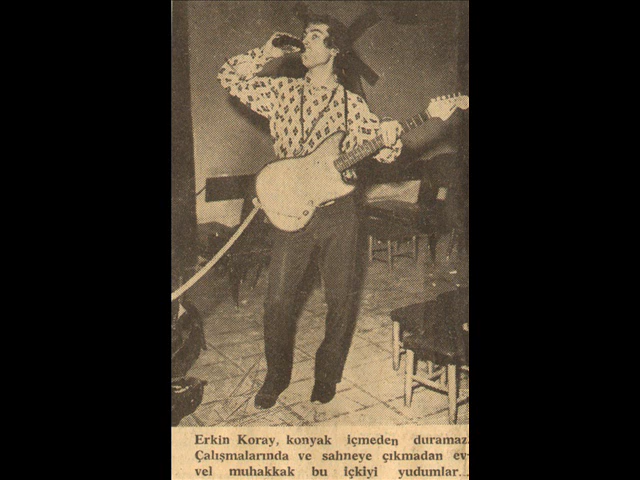 Erkin Koray, konyak içmeden duramaz.
Çalışmalarında ve sahneye çıkmadan ev-
vel muhakkak bu içkiyi yudumlar...